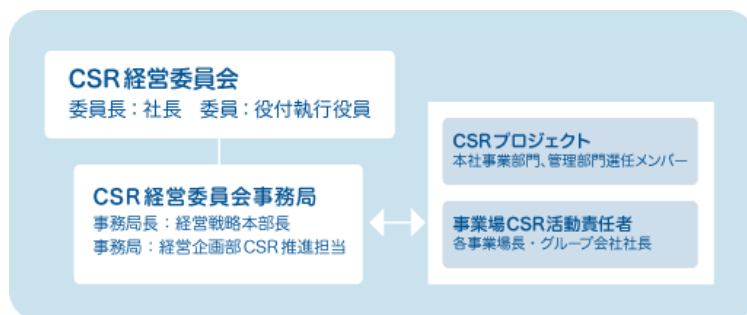 CSR経営委員会
委員長：社長　委員：役付執行役員
CSR経営委員会事務局
事務局長：経営戦略本部長
事務局：経営企画部CSR推進担当
CSRプロジェクト
本社事業部門、管理部門選任メンバー
事業場CSR活動責任者
各事業場長・グループ会社社長